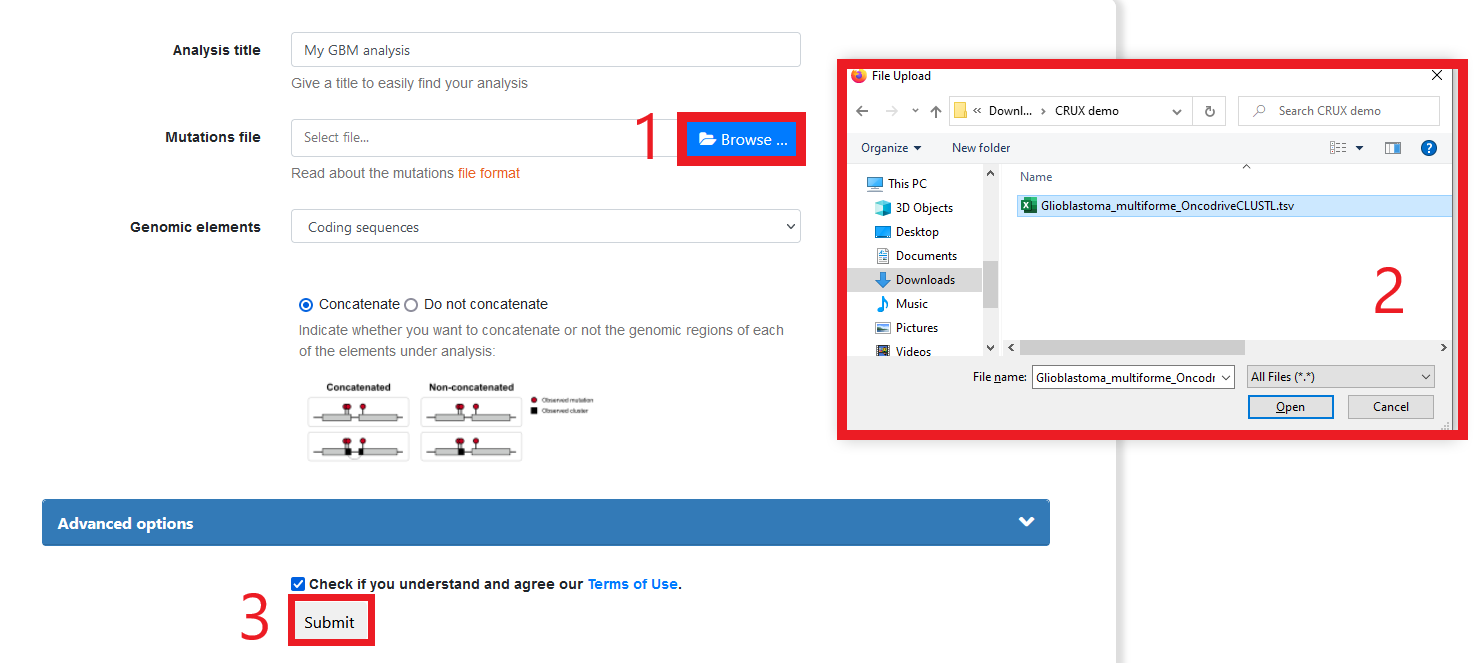 Analysis title
My GBM analysis
Give a title to easily find your analysis
Mutations file
Select file...
1
Browse ...
Read about the mutations file format
Genomic elements
Coding sequences
Concatenate
Do not concatenate
Indicate whether you want to concatenate or not the genomic regions of each
of the elements under analysis:
Concatenated
Non-concatenated
Observed mutation
Observed cluster
Advanced options
Check if you understand and agree our Terms of Use.
3
Submit
File Upload
« Downl... › CRUX demo
Search CRUX demo
Organize
New folder
?
Name
This PC
3D Objects
Desktop
Documents
Downloads
Music
Pictures
Videos
Glioblastoma_multiforme_OncodriveCLUSTL.tsv
2
File name:
Glioblastoma_multiforme_Oncodr
All Files (*.*)
Open
Cancel